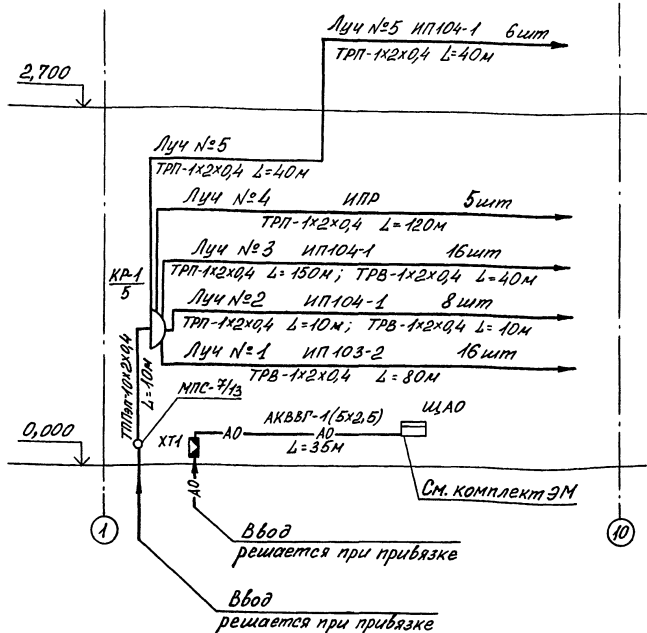 Луч №5 ИП104-1 6шт
ТРП-1х2х0,4 L=40м
2,700
Луч №5
ТРП-1х2х0,4 L=40м
Луч №4 ИПР 5шт
ТРП-1х2х0,4 L=120м
Луч №3 ИП104-1 16шт
ТРП-1х2х0,4 L=150м; ТРВ-1х2х0,4 L=40м
КР-1
5
Луч №2 ИП104-1 8шт
ТРП-1х2х0,4 L=10м; ТРВ-1х2х0,4 L=10м
Луч №1 ИП103-2 16шт
ТРВ-1х2х0,4 L=80м
ТППэп-10х2х0,4
L=10м
МПС-7/13
АКВВГ-1(5х2,5)
ЩАО
0,000
ХТ1
АО
АО
L=35м
АО
См. комплект ЭМ
1
10
Ввод
решается при привязке
Ввод
решается при привязке